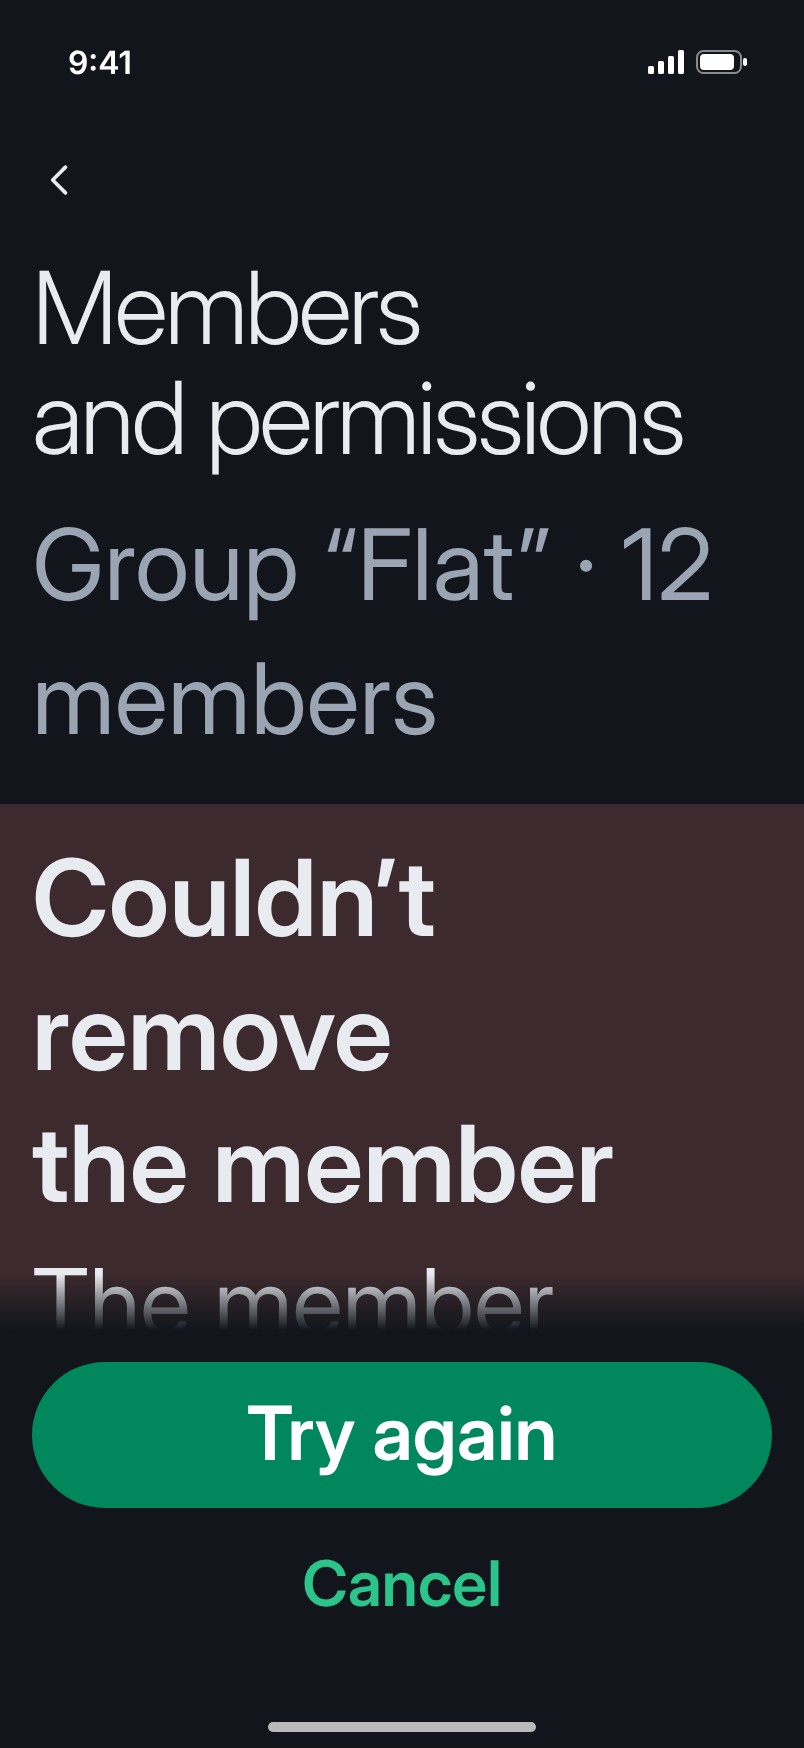 9:41
Members
and permissions
Group “Flat” · 12
members
Couldn’t
remove
the member
The member
Try again
Cancel